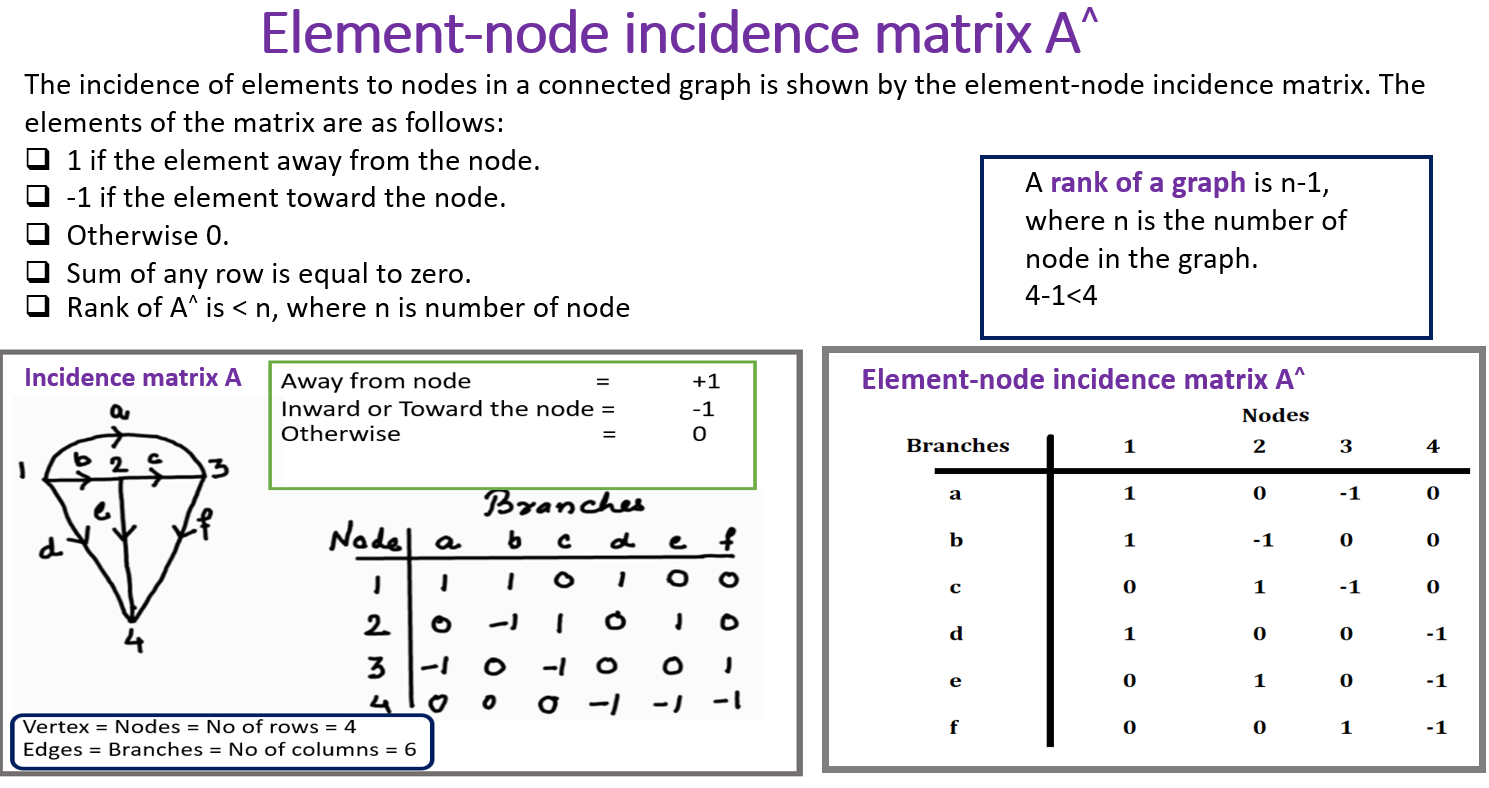 Element-node incidence matrix A^
The incidence of elements to nodes in a connected graph is shown by the element-node incidence matrix. The
elements of the matrix are as follows:
❑ 1 if the element away from the node.
❑ -1 if the element toward the node.
❑ Otherwise 0.
❑ Sum of any row is equal to zero.
❑ Rank of A^ is < n, where n is number of node
A rank of a graph is n-1,
where n is the number of
node in the graph.
4-1<4
Incidence matrix A
Away from node = +1
Inward or Toward the node = -1
Otherwise = 0
a
1 b 2 c 3
e
d f
4
Branches
Node a b c d e f
1 1 1 0 1 0 0
2 0 -1 1 0 1 0
3 -1 0 -1 0 0 1
4 0 0 0 -1 -1 -1
Vertex = Nodes = No of rows = 4
Edges = Branches = No of columns = 6
Element-node incidence matrix A^
Nodes
Branches 1 2 3 4
a 1 0 -1 0
b 1 -1 0 0
c 0 1 -1 0
d 1 0 0 -1
e 0 1 0 -1
f 0 0 1 -1